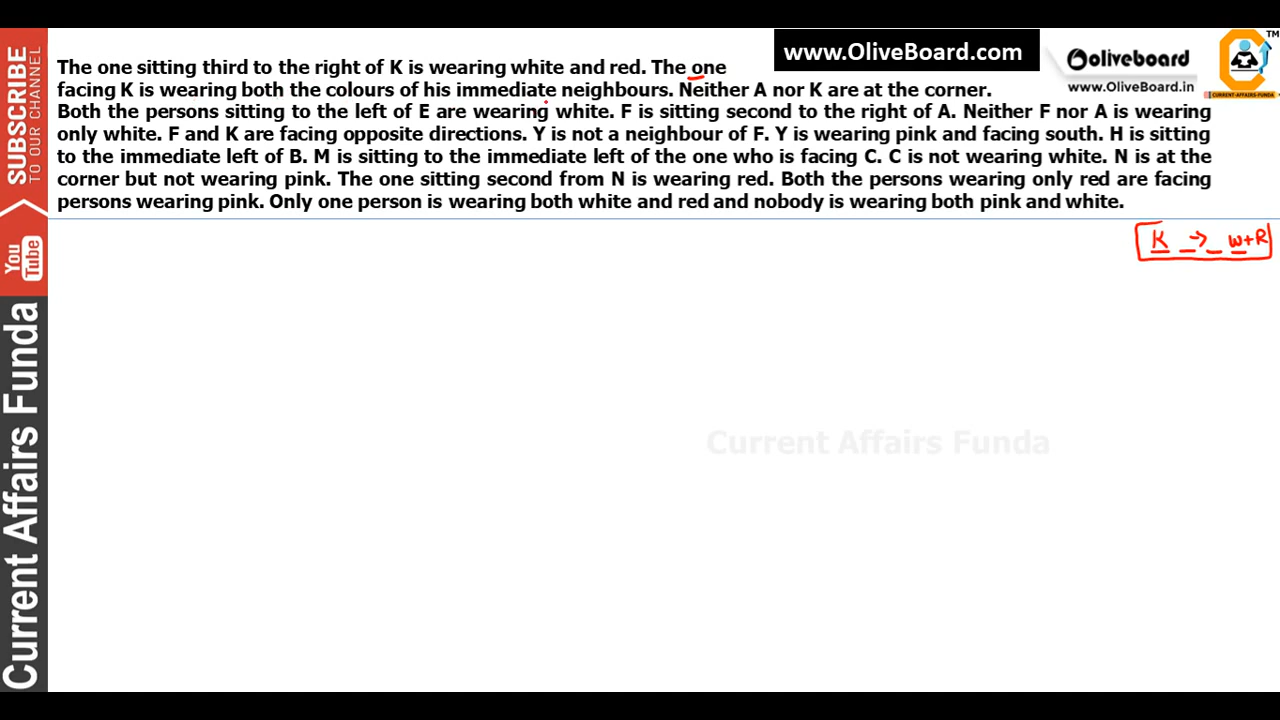 www.OliveBoard.com
oliveboard
www.OliveBoard.in
TM
CURRENT-AFFAIRS-FUNDA
The one sitting third to the right of K is wearing white and red. The one
facing K is wearing both the colours of his immediate neighbours. Neither A nor K are at the corner.
Both the persons sitting to the left of E are wearing white. F is sitting second to the right of A. Neither F nor A is wearing
only white. F and K are facing opposite directions. Y is not a neighbour of F. Y is wearing pink and facing south. H is sitting
to the immediate left of B. M is sitting to the immediate left of the one who is facing C. C is not wearing white. N is at the
corner but not wearing pink. The one sitting second from N is wearing red. Both the persons wearing only red are facing
persons wearing pink. Only one person is wearing both white and red and nobody is wearing both pink and white.
K → W+R
Current Affairs Funda
SUBSCRIBE
TO OUR CHANNEL
You
Tube
Current Affairs Funda